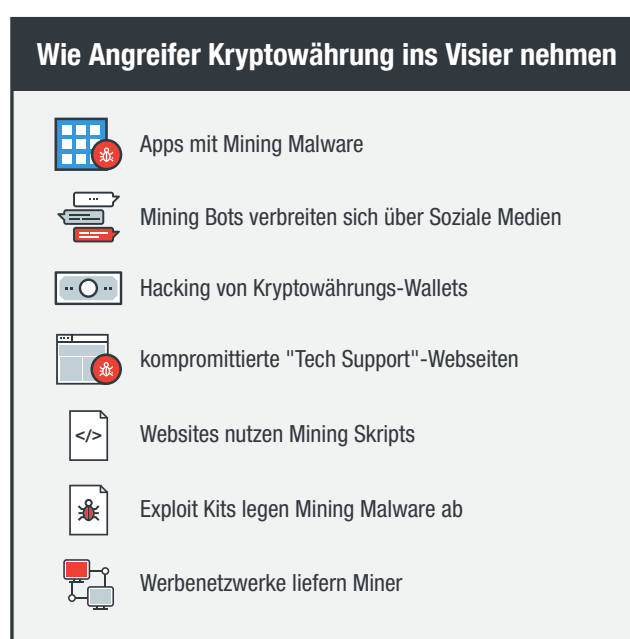 Wie Angreifer Kryptowährung ins Visier nehmen
Apps mit Mining Malware
Mining Bots verbreiten sich über Soziale Medien
Hacking von Kryptowährungs-Wallets
kompromittierte "Tech Support"-Webseiten
</>
Websites nutzen Mining Skripts
Exploit Kits legen Mining Malware ab
Werbenetzwerke liefern Miner